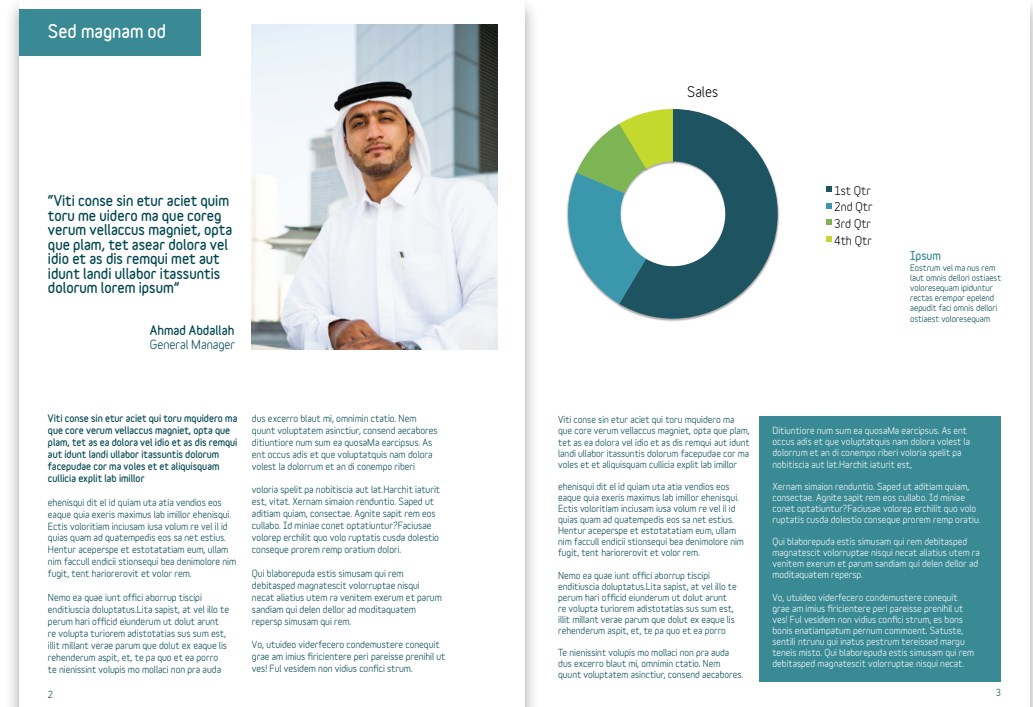 Sed magnam od
"Viti conse sin etur aciet quim
toru me uidero ma que coreg
verum vellaccus magniet, opta
que plam, tet asear dolora vel
idio et as dis remqui met aut
idunt landi ullabor itassuntis
dolorum lorem ipsum"
Ahmad Abdallah
General Manager
Viti conse sin etur aciet qui toru mquidero ma
que core verum vellaccus magniet, opta que
plam, tet as ea dolora vel idio et as dis remqui
aut idunt landi ullabor itassuntis dolorum
facepudae cor ma voles et et aliquisquam
cullicia explit lab imillor
ehenisqui dit el id quiam uta atia vendios eos
eaque quia exeris maximus lab imillor ehenisqui.
Ectis voloritiam inciusam iusa volum re vel il id
quias quam ad quatempedis eos sa net estius.
Hentur aceperspe et estotatatiam eum, ullam
nim faccull endicii stionsequi bea denimolore nim
fugit, tent hariorerovit et volor rem.
Nemo ea quae iunt offici aborrup tiscipi
enditiuscia doluptatus.Lita sapist, at vel illo te
perum hari officid eiunderum ut dolut arunt
re volupta turiorem adistotatias sus sum est,
illit millant verae parum que dolut ex eaque lis
rehenderum aspit, et, te pa quo et ea porro
te nienissint volupis mo mollaci non pra auda
dus excerro blaut mi, omnimin ctatio. Nem
quunt voluptatem asinctiur, consend aecabores
ditiuntiore num sum ea quosaMa earcipsus. As
ent occus adis et que voluptatquis nam dolora
volest la dolorrum et an di conempo riberi
voloria spelit pa nobitiscia aut lat.Harchit iaturit
est, vitat. Xernam simaion renduntio. Saped ut
aditiam quiam, consectae. Agnite sapit rem eos
cullabo. Id miniae conet optatiuntur?Faciusae
volorep erchilit quo volo ruptatis cusda dolestio
conseque prorem remp oratium dolori.
Qui blaborepuda estis simusam qui rem
debitasped magnatescit volorruptae nisqui
necat aliatius utem ra venitem exerum et parum
sandiam qui delen dellor ad moditaquatem
repersp simusam qui rem.
Vo, utuideo viderfecero condemustere conequit
grae am imius firicientere peri pareisse prenihil ut
ves! Ful vesidem non vidius confici strum.
2
Sales
1st Qtr
2nd Qtr
3rd Qtr
4th Qtr
Ipsum
Eostrum vel ma nus rem
laut omnis dellori ostiaest
voloresequam ipiduntur
rectas erempor epelend
aepudit faci omnis dellori
ostiaest voloresequam
Viti conse sin etur aciet qui toru mquidero ma
que core verum vellaccus magniet, opta que plam,
tet as ea dolora vel idio et as dis remqui aut idunt
landi ullabor itassuntis dolorum facepudae cor ma
voles et et aliquisquam cullicia explit lab imillor
ehenisqui dit el id quiam uta atia vendios eos
eaque quia exeris maximus lab imillor ehenisqui.
Ectis voloritiam inciusam iusa volum re vel il id
quias quam ad quatempedis eos sa net estius.
Hentur aceperspe et estotatatiam eum, ullam
nim faccull endicii stionsequi bea denimolore nim
fugit, tent hariorerovit et volor rem.
Nemo ea quae iunt offici aborrup tiscipi
enditiuscia doluptatus.Lita sapist, at vel illo te
perum hari officid eiunderum ut dolut arunt
re volupta turiorem adistotatias sus sum est,
illit millant verae parum que dolut ex eaque lis
rehenderum aspit, et, te pa quo et ea porro
Te nienissint volupis mo mollaci non pra auda
dus excerro blaut mi, omnimin ctatio. Nem
quunt voluptatem asinctiur, consend aecabores.
Ditiuntiore num sum ea quosaMa earcipsus. As ent
occus adis et que voluptatquis nam dolora volest la
dolorrum et an di conempo riberi voloria spelit pa
nobitiscia aut lat.Harchit iaturit est,
Xernam simaion renduntio. Saped ut aditiam quiam,
consectae. Agnite sapit rem eos cullabo. Id miniae
conet optatiuntur?Faciusae volorep erchilit quo volo
ruptatis cusda dolestio conseque prorem remp oratiu.
Qui blaborepuda estis simusam qui rem debitasped
magnatescit volorruptae nisqui necat aliatius utem ra
venitem exerum et parum sandiam qui delen dellor ad
moditaquatem repersp.
Vo, utuideo viderfecero condemustere conequit
grae am imius firicientere peri pareisse prenihil ut
ves! Ful vesidem non vidius confici strum, es bons
bonis enatiampatum pernum commoent. Satuste,
sentili ntrunu qui inatus pestrum tereissed margu
teneis misto. Qui blaborepuda estis simusam qui rem
debitasped magnatescit volorruptae nisqui necat.
3